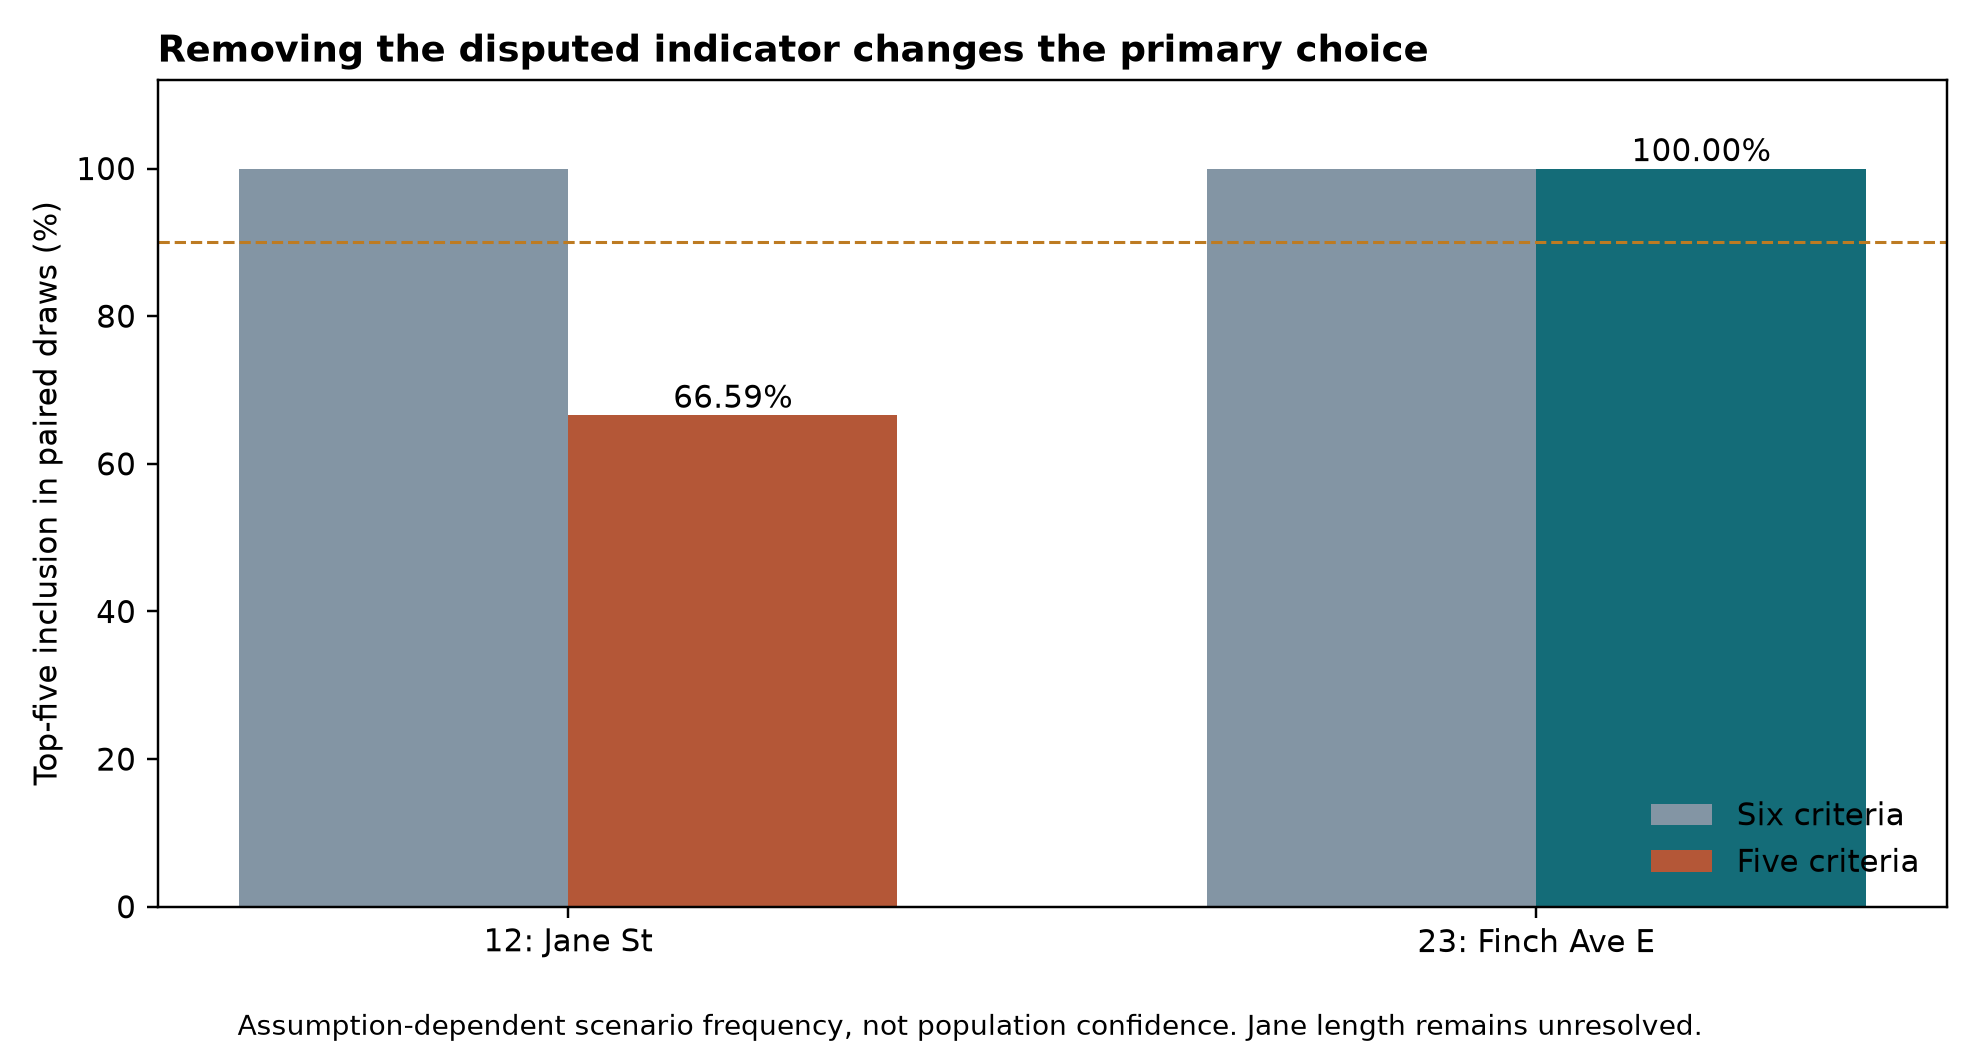 Removing the disputed indicator changes the primary choice
Top-five inclusion in paired draws (%)
100
80
60
40
20
0
66.59%
100.00%
Six criteria
Five criteria
12: Jane St
23: Finch Ave E
Assumption-dependent scenario frequency, not population confidence. Jane length remains unresolved.